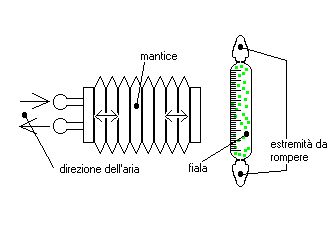 mantice
direzione dell'aria
fiala
estremità da
rompere